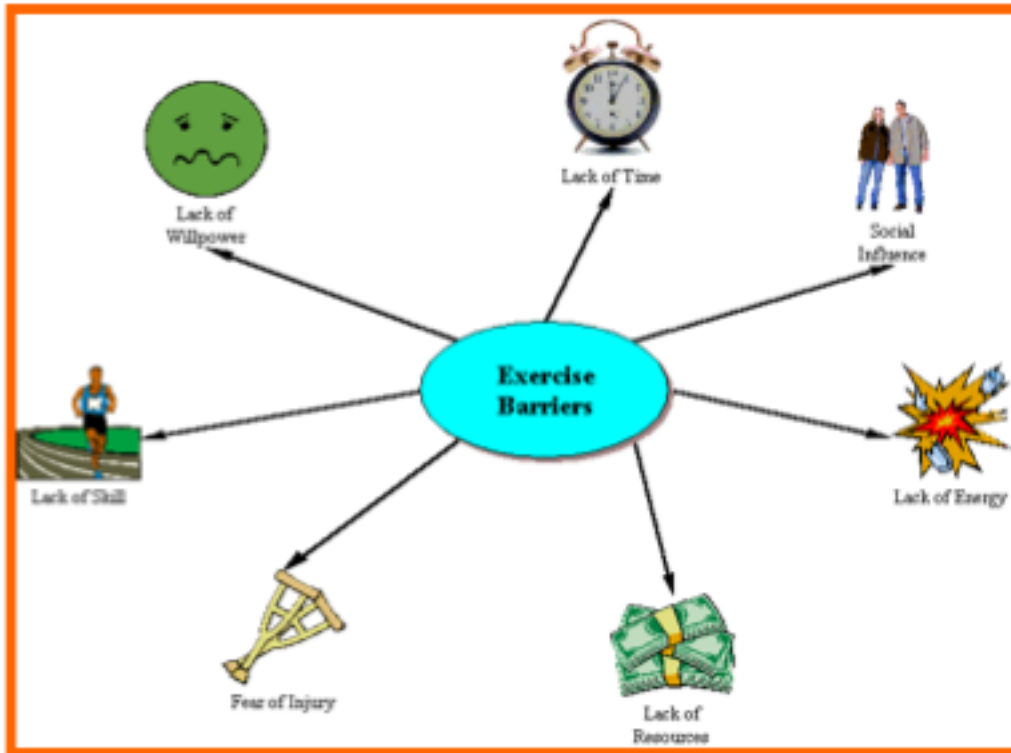 Lack of Time
Lack of
Willpower
Social
Influence
Exercise
Barriers
Lack of Skill
Lack of Energy
Fear of Injury
Lack of
Resources